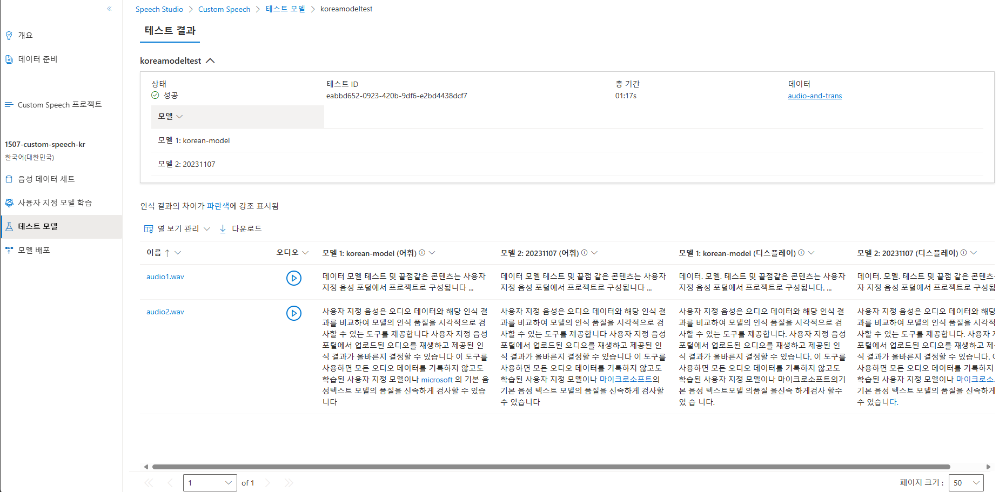 Speech Studio > Custom Speech > 테스트 모델 > koreamodeltest
테스트 결과
개요
데이터 준비
Custom Speech 프로젝트
1507-custom-speech-kr
한국어(대한민국)
음성 데이터 세트
사용자 지정 모델 학습
테스트 모델
모델 배포
koreamodeltest
상태
성공
테스트 ID
eabbd652-0923-420b-9df6-e2bd4438dcf7
총 기간
01:17s
데이터
audio-and-trans
모델
모델 1: korean-model
모델 2: 20231107
인식 결과의 차이가 파란색에 강조 표시됨
열 보기 관리 다운로드
이름 ↑ 오디오 모델 1: korean-model (어휘) 모델 2: 20231107 (어휘) 모델 1: korean-model (디스플레이) 모델 2: 20231107 (디스플레이)
audio1.wav
데이터 모델 테스트 및 끝점같은 콘텐츠는 사용자
지정 음성 포털에서 프로젝트로 구성됩니다 ...
데이터 모델 테스트 및 끝점 같은 콘텐츠는 사용자
지정 음성 포털에서 프로젝트로 구성됩니다 ...
데이터, 모델, 테스트 및 끝점같은 콘텐츠는 사용자
지정 음성 포털에서 프로젝트로 구성됩니다. ...
데이터, 모델, 테스트 및 끝점 같은 콘텐츠
자 지정 음성 포털에서 프로젝트로 구성됩
audio2.wav
사용자 지정 음성은 오디오 데이터와 해당 인식 결
과를 비교하여 모델의 인식 품질을 시각적으로 검
사할 수 있는 도구를 제공합니다 사용자 지정 음성
포털에서 업로드된 오디오를 재생하고 제공된 인
식 결과가 올바른지 결정할 수 있습니다 이 도구를
사용하면 모든 오디오 데이터를 기록하지 않고도
학습된 사용자 지정 모델이나 microsoft 의 기본 음
성텍스트 모델의 품질을 신속하게 검사할 수 있습
니다
사용자 지정 음성은 오디오 데이터와 해당 인식 결
과를 비교하여 모델의 인식 품질을 시각적으로 검
사할 수 있는 도구를 제공합니다 사용자 지정 음성
포털에서 업로드된 오디오를 재생하고 제공된 인
식 결과가 올바른지 결정할 수 있습니다 이 도구를
사용하면 모든 오디오 데이터를 기록하지 않고도
학습된 사용자 지정 모델이나 마이크로소프트의
기본 음성 텍스트 모델의 품질을 신속하게 검사할
수 있습니다
사용자 지정 음성은 오디오 데이터와 해당 인식 결
과를 비교하여 모델의 인식 품질을 시각적으로 검
사할 수 있는 도구를 제공합니다. 사용자 지정 음성
포털에서 업로드된 오디오를 재생하고 제공된 인
식 결과가 올바른지 결정할 수 있습니다. 이 도구를
사용하면 모든 오디오 데이터를 기록하지 않고도
학습된 사용자 지정 모델이나 마이크로소프트의기
본 음성 텍스트모델 의품질 을신속 하게검사 할수
있 습 니다.
사용자 지정 음성은 오디오 데이터와 해당
과를 비교하여 모델의 인식 품질을 시각적
사할 수 있는 도구를 제공합니다. 사용자 지
포털에서 업로드된 오디오를 재생하고 제
식 결과가 올바른지 결정할 수 있습니다.
사용하면 모든 오디오 데이터를 기록하지
학습된 사용자 지정 모델이나 마이크로소
기본 음성 텍스트 모델의 품질을 신속하게
수 있습니다.
1 of 1
페이지 크기 : 50